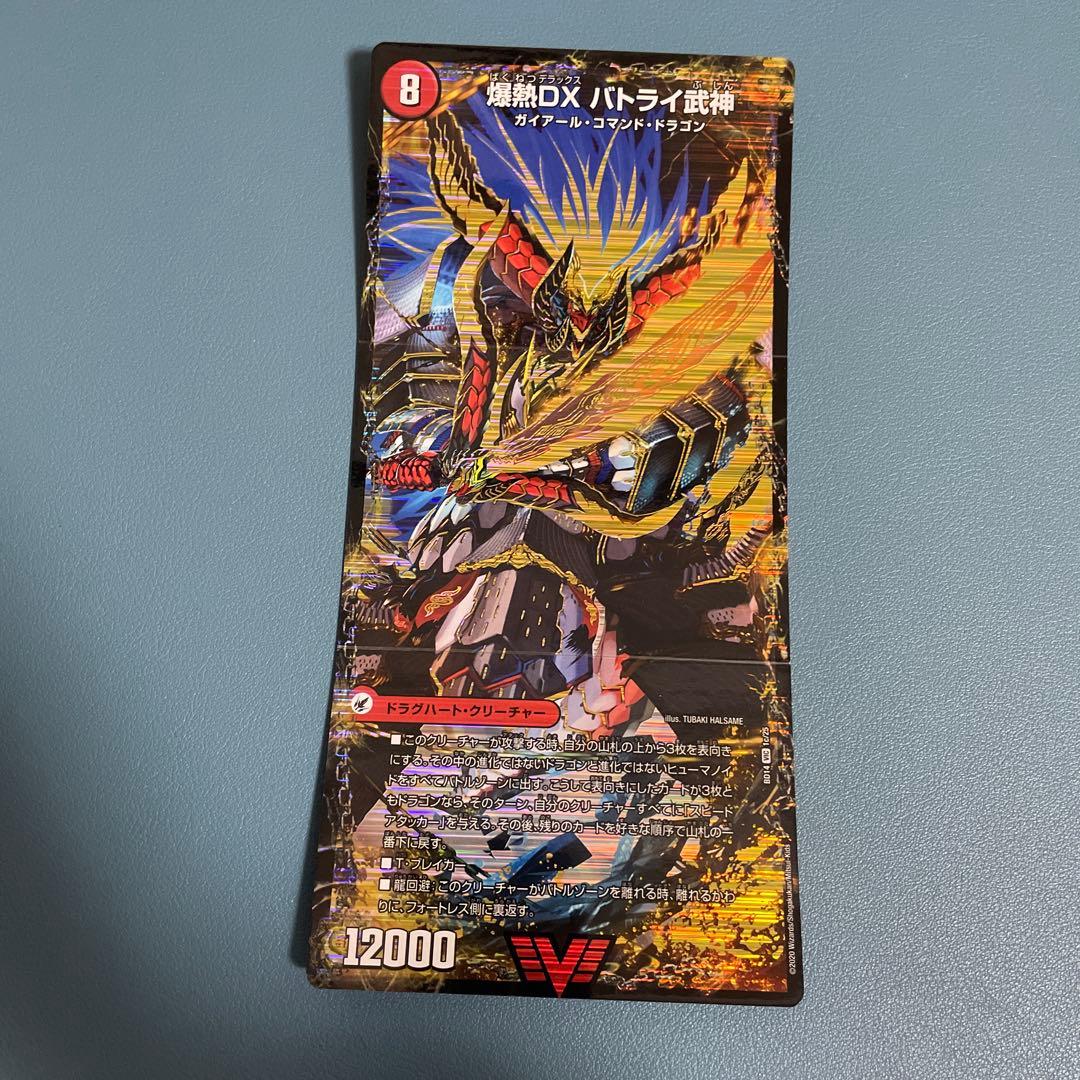 8
ばくねつデラックス ぶしん
爆熱DX バトライ武神
ガイアール・コマンド・ドラゴン
ドラグハート・クリーチャー
illus. TUBAKI HALSAME
■このクリーチャーが攻撃する時、自分の山札の上から3枚を表向き
にする。その中の進化ではないドラゴンと進化ではないヒューマノイ
ドをすべてバトルゾーンに出す。こうして表向きにしたカードが3枚と
もドラゴンなら、そのターン、自分のクリーチャーすべてに「スピード
アタッカー」を与える。その後、残りのカードを好きな順序で山札の一
番下に戻す。
■T・ブレイカー
■龍回避：このクリーチャーがバトルゾーンを離れる時、離れるかわ
りに、フォートレス側に裏返す。
12000
BD14 VIC 1c/25
©2020 Wizards/Shogakukan/Mitsui-Kids